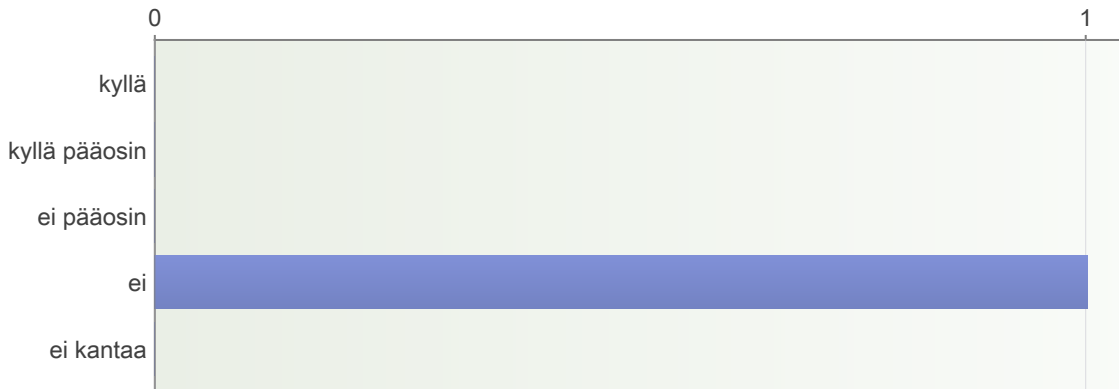 0 1
kyllä
kyllä pääosin
ei pääosin
ei
ei kantaa